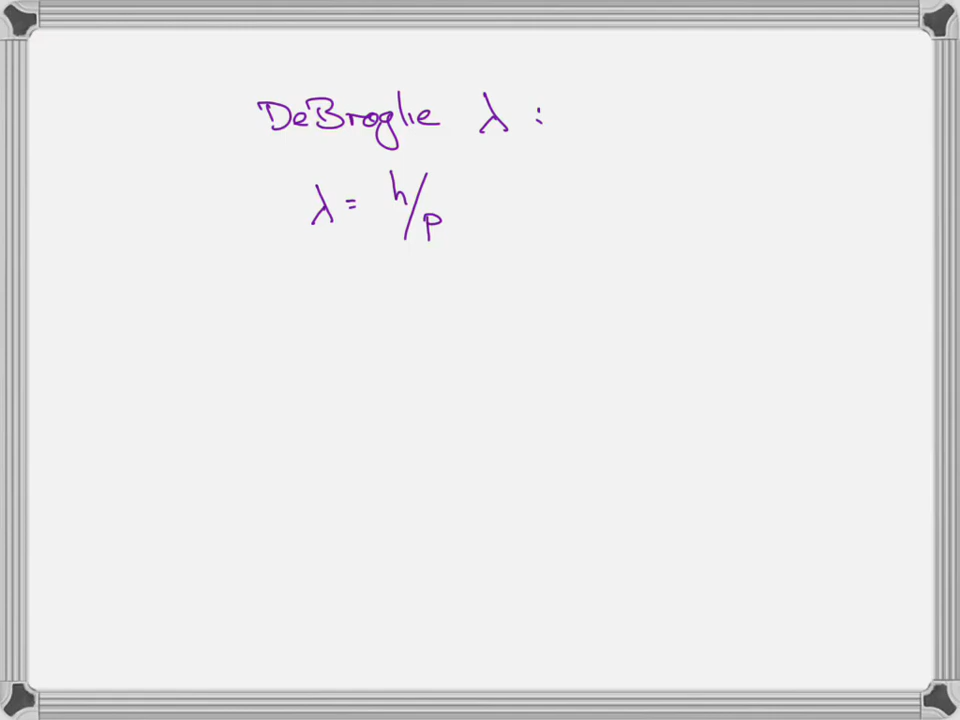 DeBroglie λ :
λ = h/p